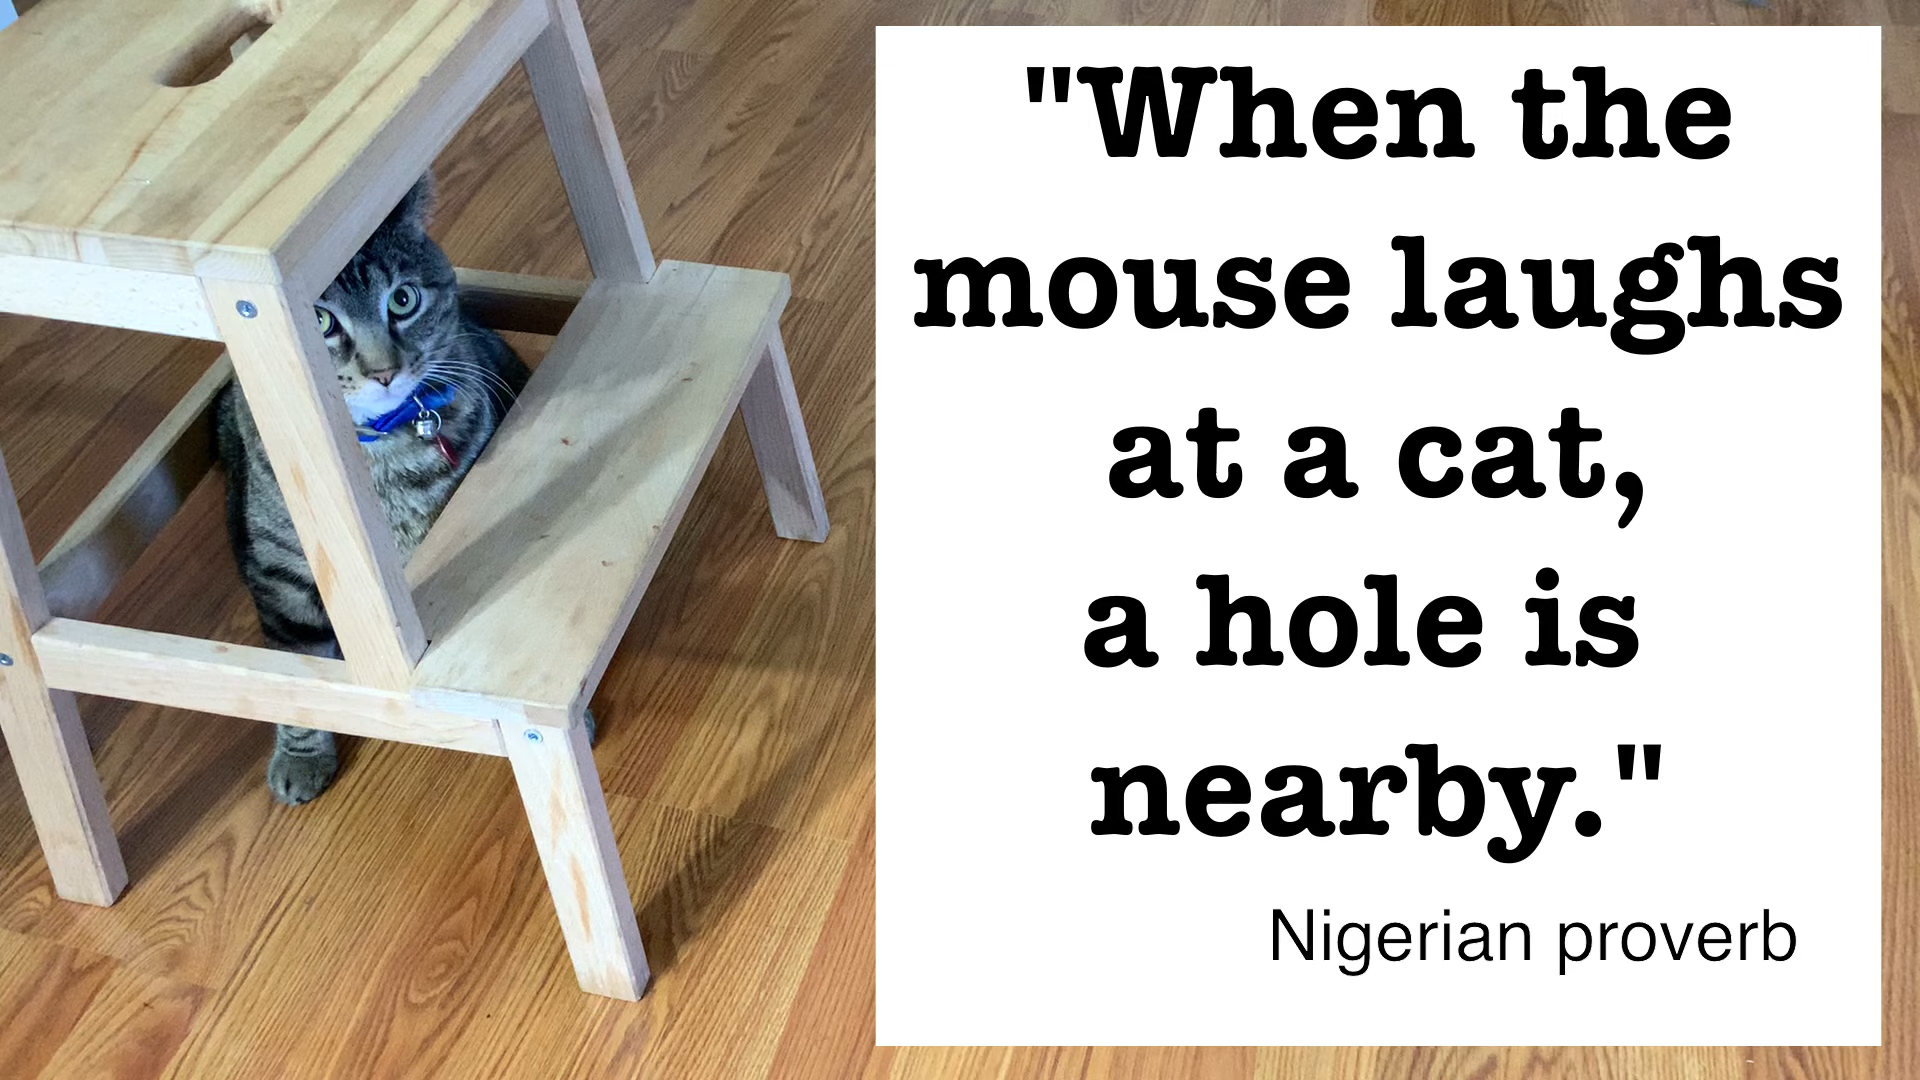 "When the
mouse laughs
at a cat,
a hole is
nearby."
Nigerian proverb